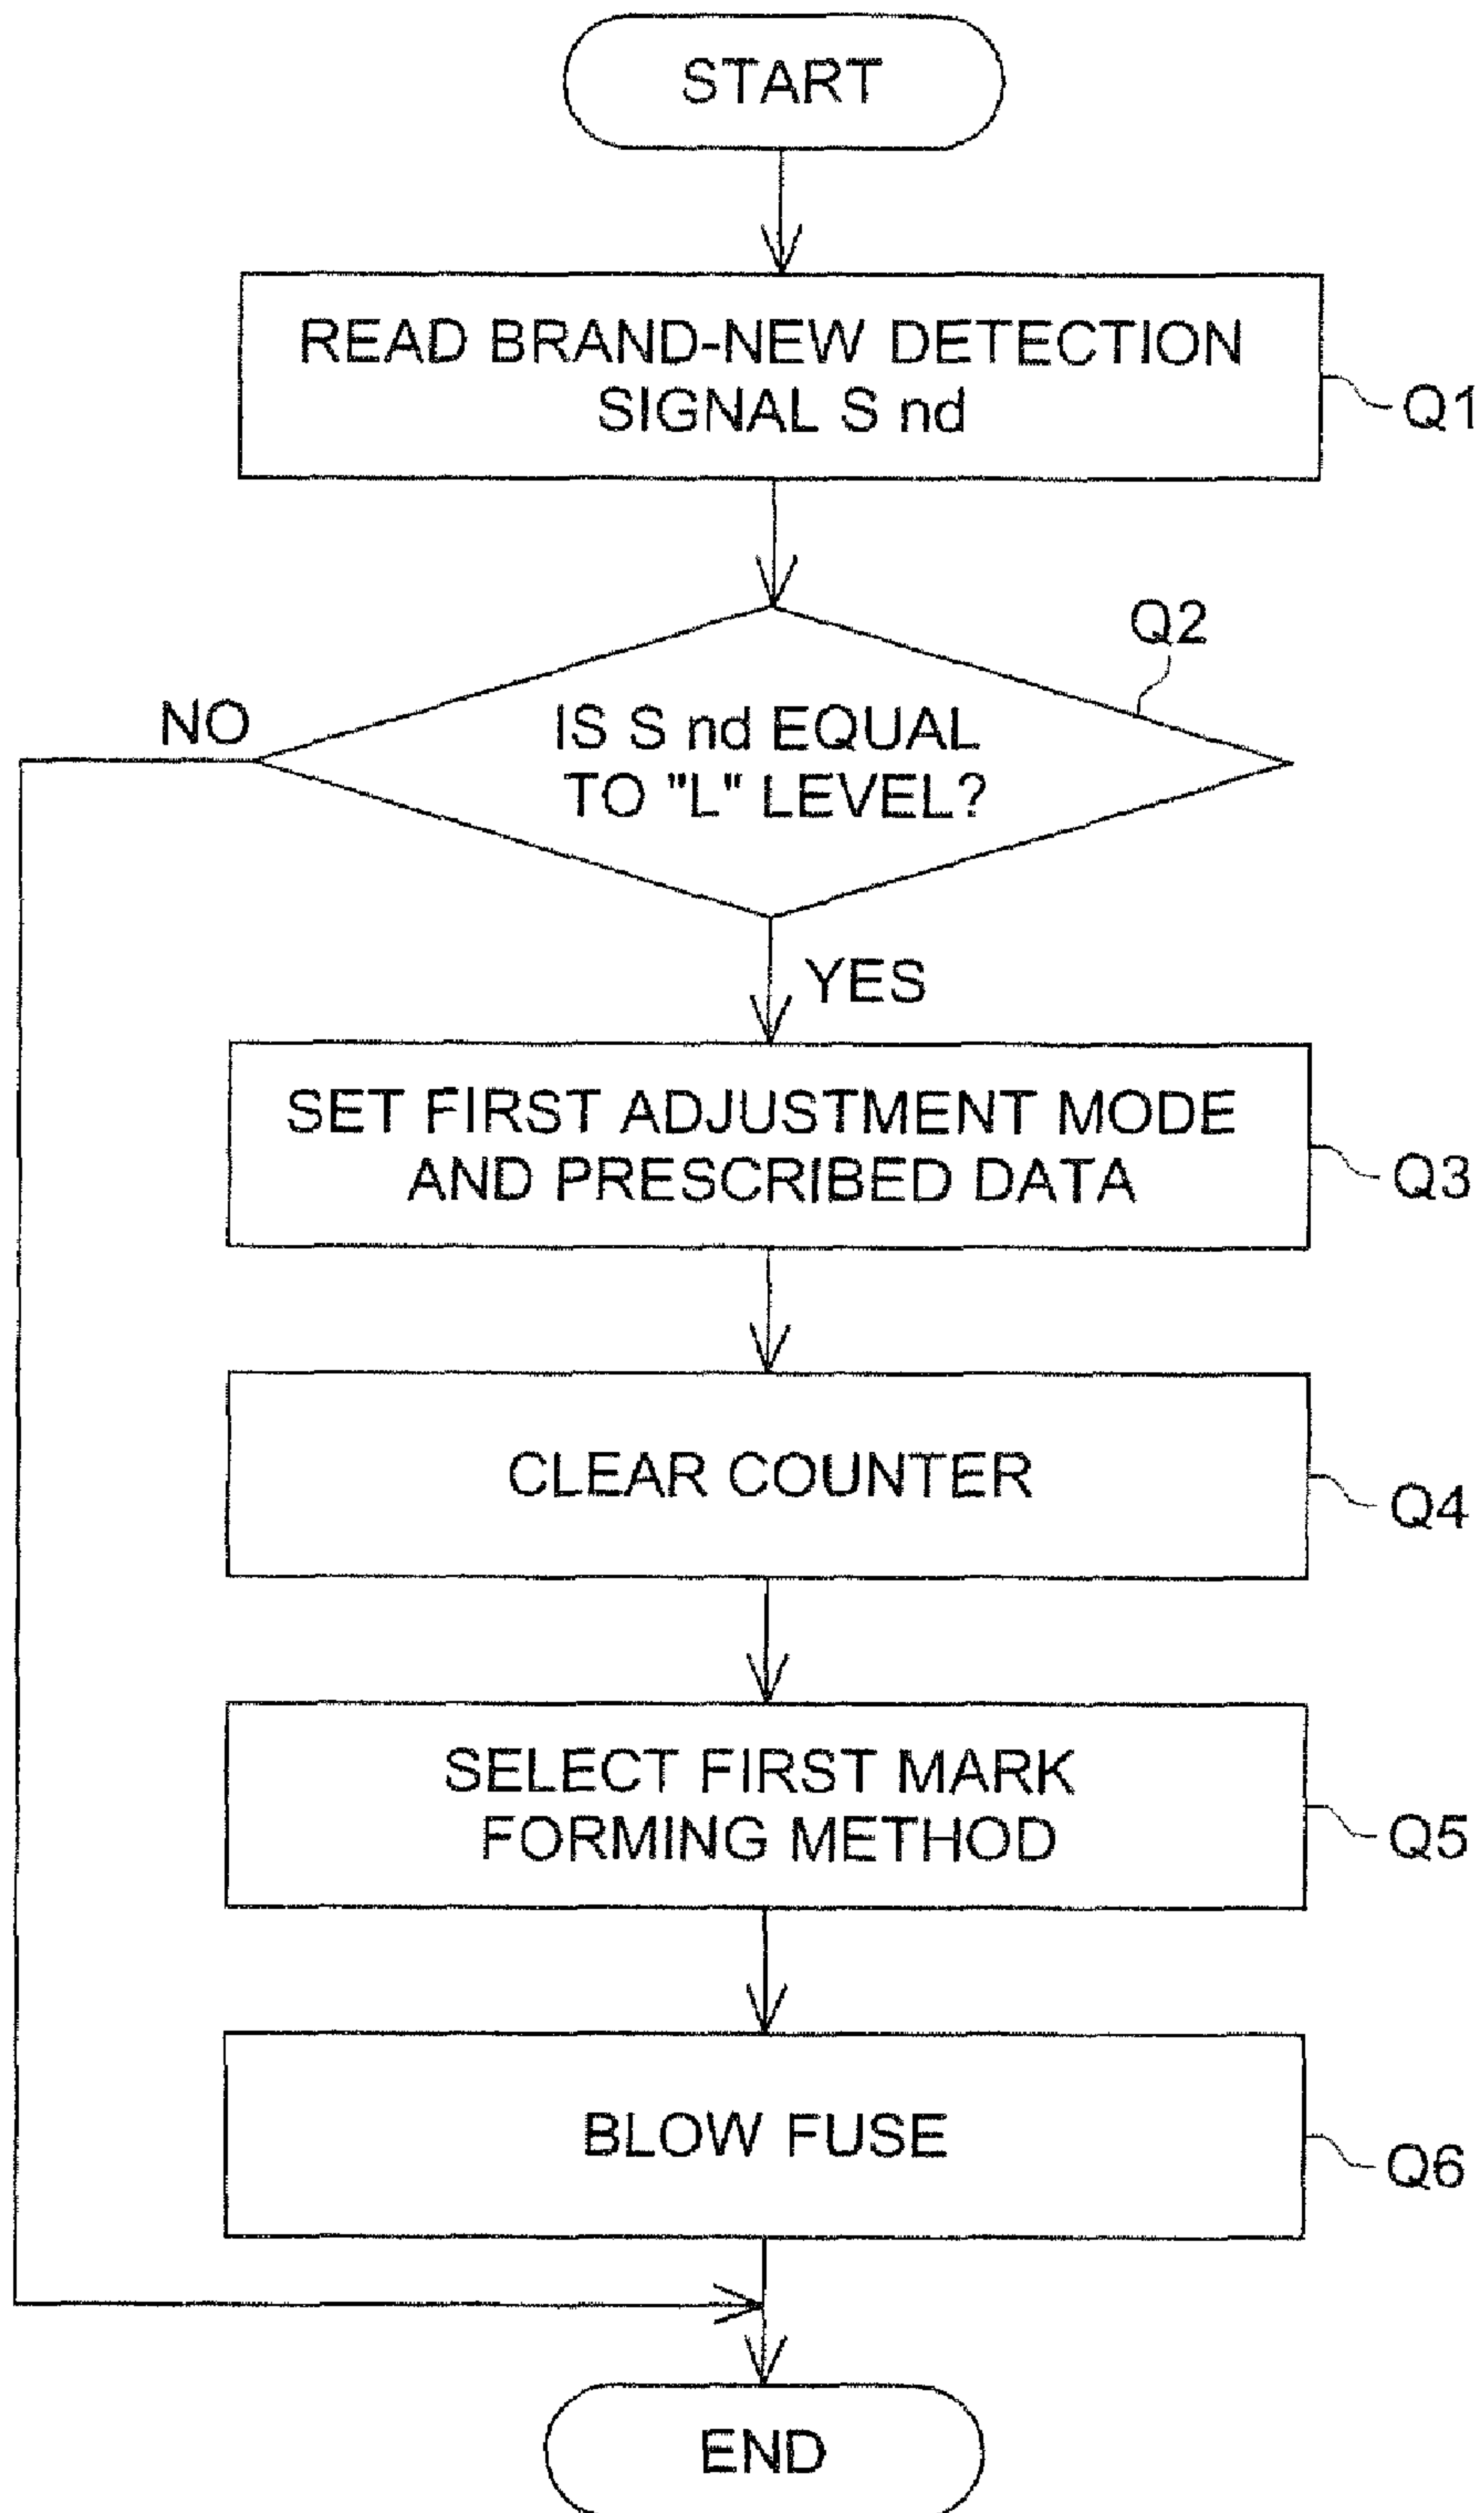 START
READ BRAND-NEW DETECTION
SIGNAL S nd
Q1
Q2
NO
IS S nd EQUAL
TO "L" LEVEL?
YES
SET FIRST ADJUSTMENT MODE
AND PRESCRIBED DATA
Q3
CLEAR COUNTER
Q4
SELECT FIRST MARK
FORMING METHOD
Q5
BLOW FUSE
Q6
END